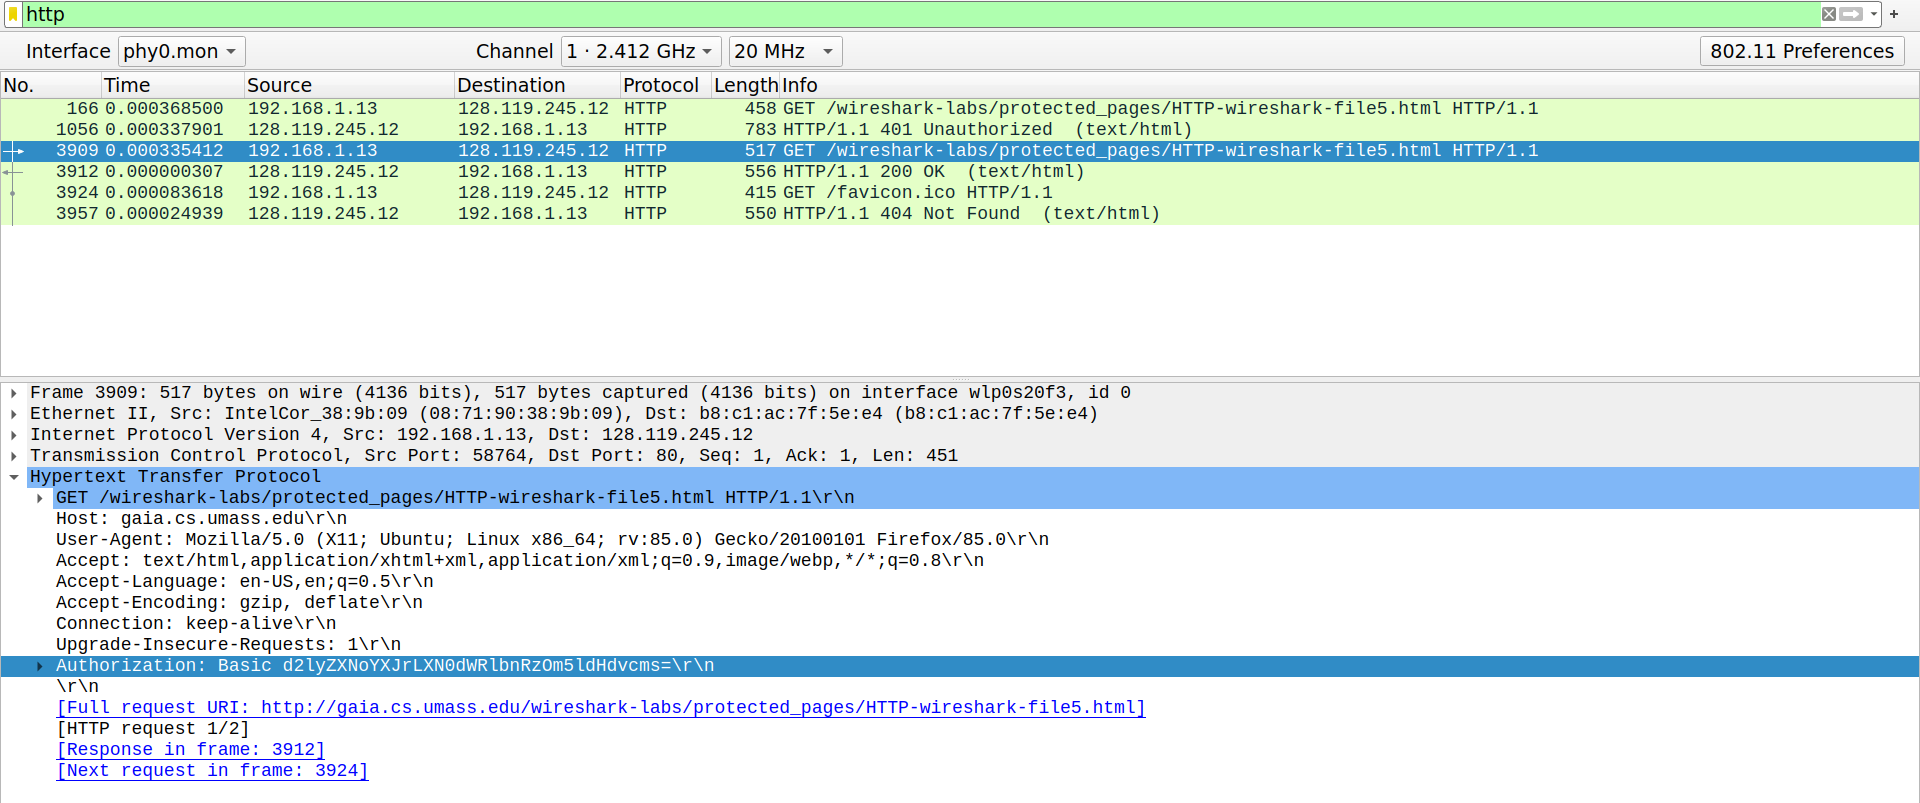 http
Interface phy0.mon Channel 1 · 2.412 GHz 20 MHz 802.11 Preferences
No. Time Source Destination Protocol Length Info
166 0.000368500 192.168.1.13 128.119.245.12 HTTP 458 GET /wireshark-labs/protected_pages/HTTP-wireshark-file5.html HTTP/1.1
1056 0.000337901 128.119.245.12 192.168.1.13 HTTP 783 HTTP/1.1 401 Unauthorized (text/html)
3909 0.000335412 192.168.1.13 128.119.245.12 HTTP 517 GET /wireshark-labs/protected_pages/HTTP-wireshark-file5.html HTTP/1.1
3912 0.000000307 128.119.245.12 192.168.1.13 HTTP 556 HTTP/1.1 200 OK (text/html)
3924 0.000083618 192.168.1.13 128.119.245.12 HTTP 415 GET /favicon.ico HTTP/1.1
3957 0.000024939 128.119.245.12 192.168.1.13 HTTP 550 HTTP/1.1 404 Not Found (text/html)
Frame 3909: 517 bytes on wire (4136 bits), 517 bytes captured (4136 bits) on interface wlp0s20f3, id 0
Ethernet II, Src: IntelCor_38:9b:09 (08:71:90:38:9b:09), Dst: b8:c1:ac:7f:5e:e4 (b8:c1:ac:7f:5e:e4)
Internet Protocol Version 4, Src: 192.168.1.13, Dst: 128.119.245.12
Transmission Control Protocol, Src Port: 58764, Dst Port: 80, Seq: 1, Ack: 1, Len: 451
Hypertext Transfer Protocol
GET /wireshark-labs/protected_pages/HTTP-wireshark-file5.html HTTP/1.1\r\n
Host: gaia.cs.umass.edu\r\n
User-Agent: Mozilla/5.0 (X11; Ubuntu; Linux x86_64; rv:85.0) Gecko/20100101 Firefox/85.0\r\n
Accept: text/html,application/xhtml+xml,application/xml;q=0.9,image/webp,*/*;q=0.8\r\n
Accept-Language: en-US,en;q=0.5\r\n
Accept-Encoding: gzip, deflate\r\n
Connection: keep-alive\r\n
Upgrade-Insecure-Requests: 1\r\n
Authorization: Basic d2lyZXNoYXJrLXN0dWRlbnRzOm5ldHdvcms=\r\n
\r\n
[Full request URI: http://gaia.cs.umass.edu/wireshark-labs/protected_pages/HTTP-wireshark-file5.html]
[HTTP request 1/2]
[Response in frame: 3912]
[Next request in frame: 3924]